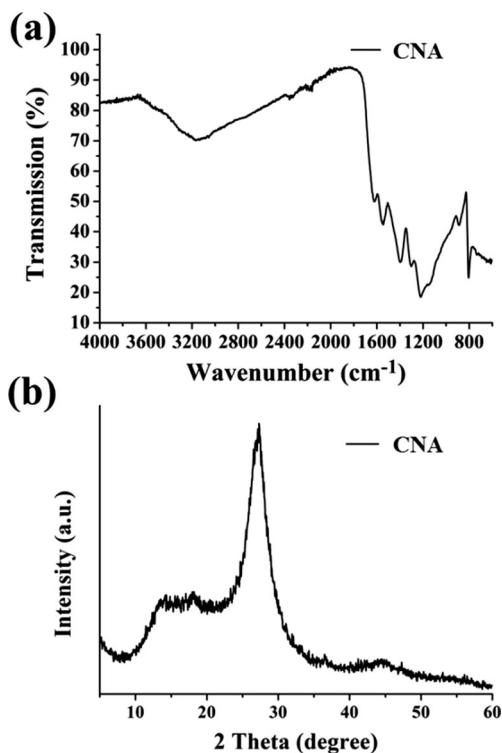 (a)
CNA
Transmission (%)
100
90
80
70
60
50
40
30
20
10
4000 3600 3200 2800 2400 2000 1600 1200 800
Wavenumber (cm⁻¹)
(b)
CNA
Intensity (a.u.)
10 20 30 40 50 60
2 Theta (degree)